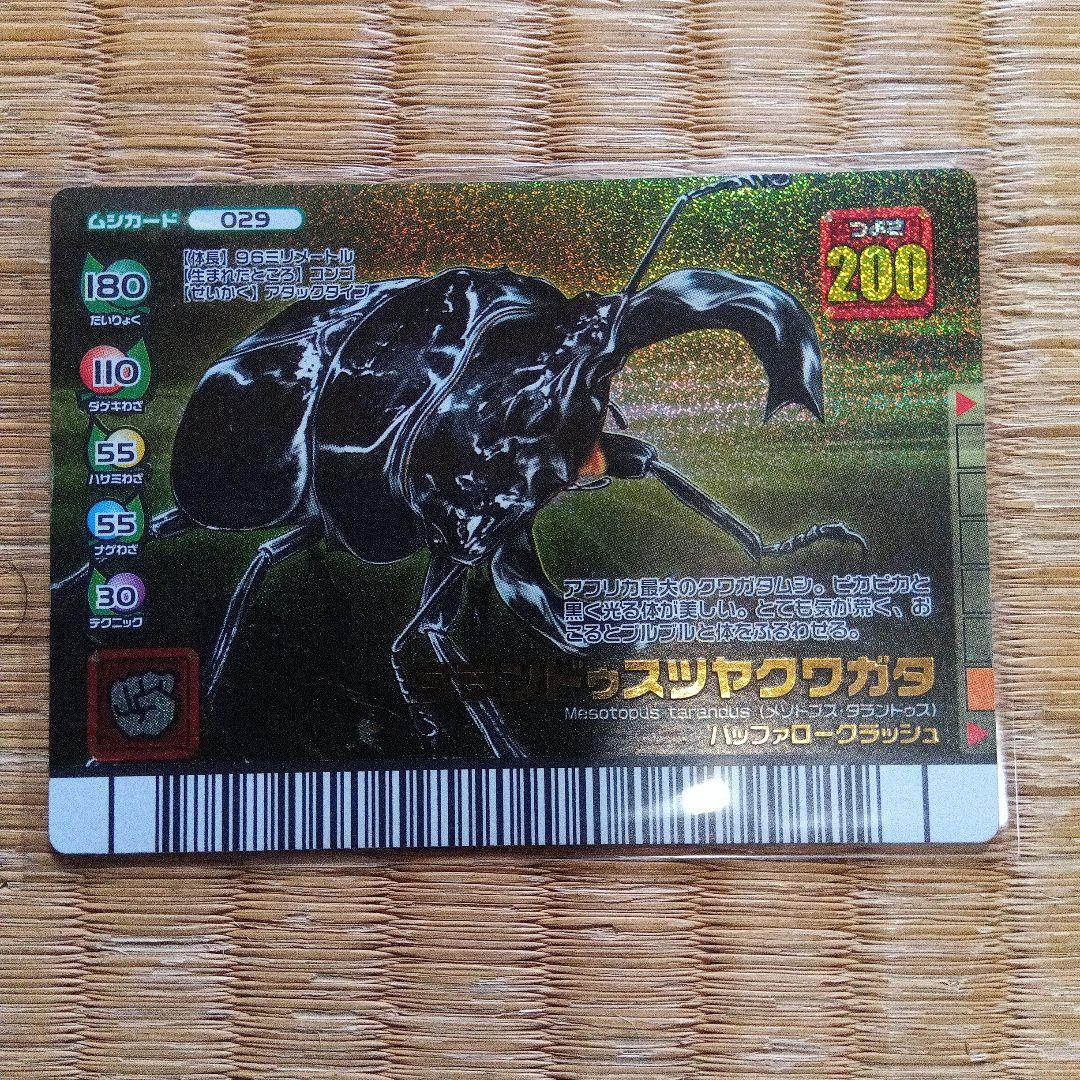 ムシカード 029
つよさ
200
【体長】96ミリメートル
【生まれたところ】コンゴ
【せいかく】アタックタイプ
180
たいりょく
110
ダゲキわざ
55
ハサミわざ
55
ナゲわざ
30
テクニック
アフリカ最大のクワガタムシ。ピカピカと
黒く光る体が美しい。とても気が荒く、お
こるとブルブルと体をふるわせる。
タランドゥスツヤクワガタ
Mesotopus tarandus (メソトプス・タランドゥス)
バッファロークラッシュ